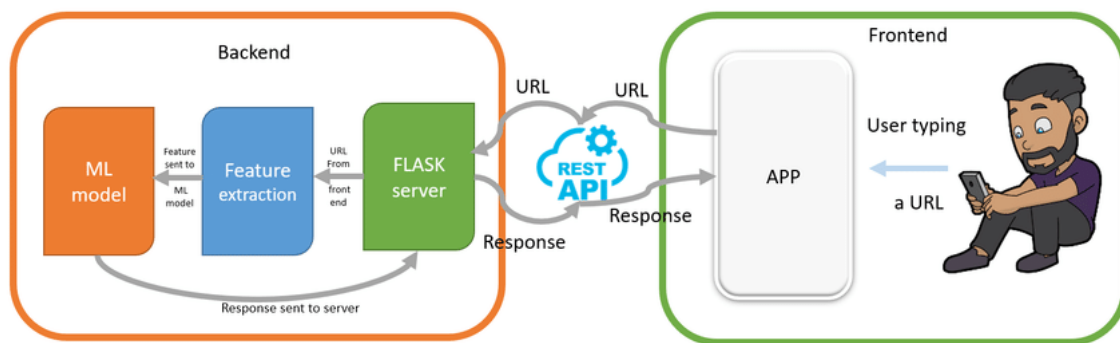 Backend
Frontend
ML
model
Feature
sent to
ML
model
Feature
extraction
URL
From
front
end
FLASK
server
Response sent to server
URL
URL
REST
API
Response
Response
APP
User typing
a URL